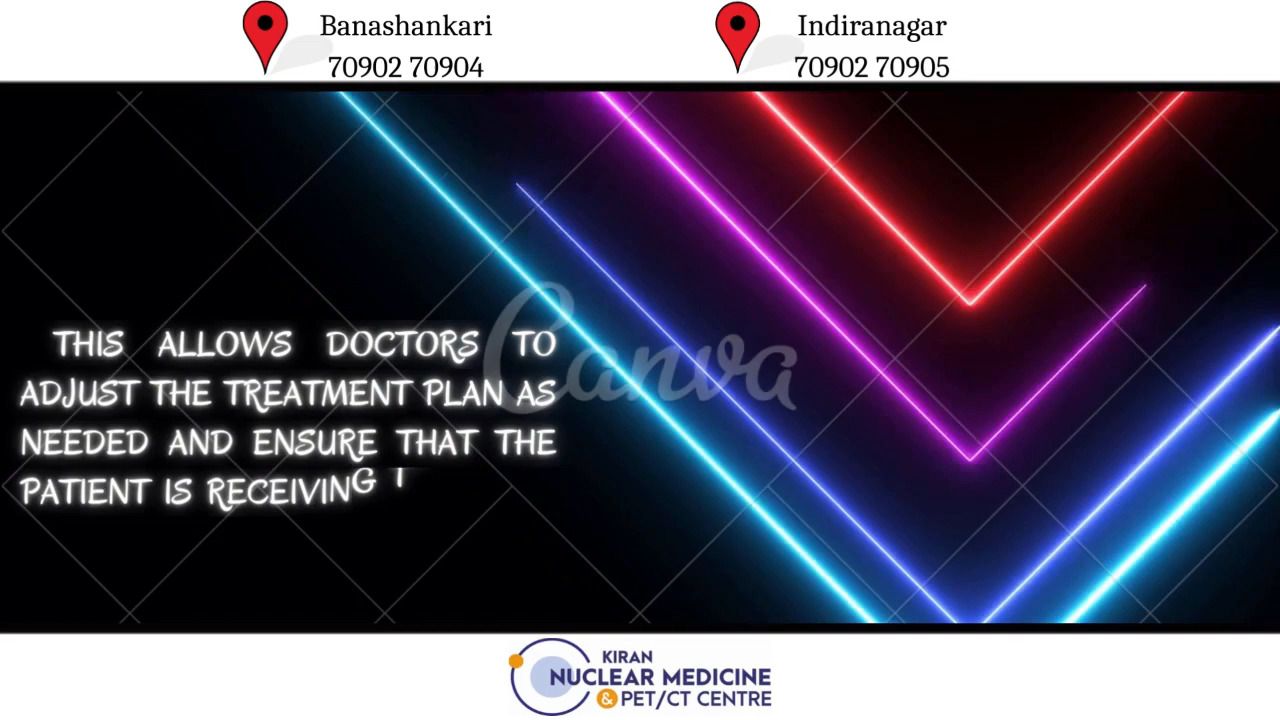 Banashankari
70902 70904
Indiranagar
70902 70905
THIS ALLOWS DOCTORS TO
ADJUST THE TREATMENT PLAN AS
NEEDED AND ENSURE THAT THE
PATIENT IS RECEIVING T
Canva
KIRAN
NUCLEAR MEDICINE
& PET/CT CENTRE